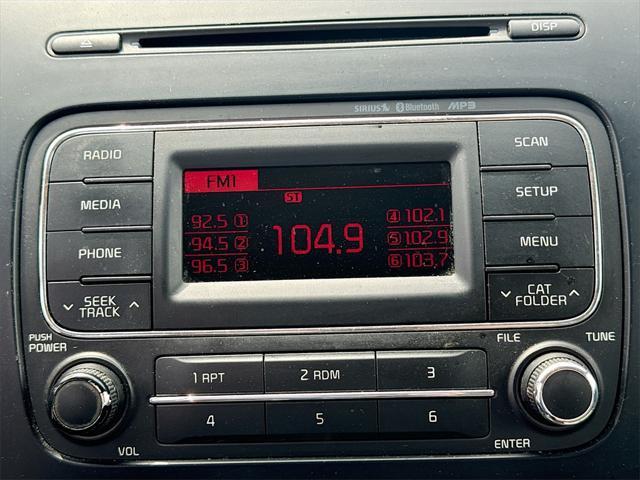 DISP
SIRIUS Bluetooth MP3
RADIO
MEDIA
PHONE
SEEK
TRACK
FM1
ST
92.5 1
94.5 2
96.5 3
104.9
4 102.1
5 102.9
6 103.7
SCAN
SETUP
MENU
CAT
FOLDER
PUSH
POWER
VOL
1 RPT
2 RDM
3
4
5
6
FILE
TUNE
ENTER